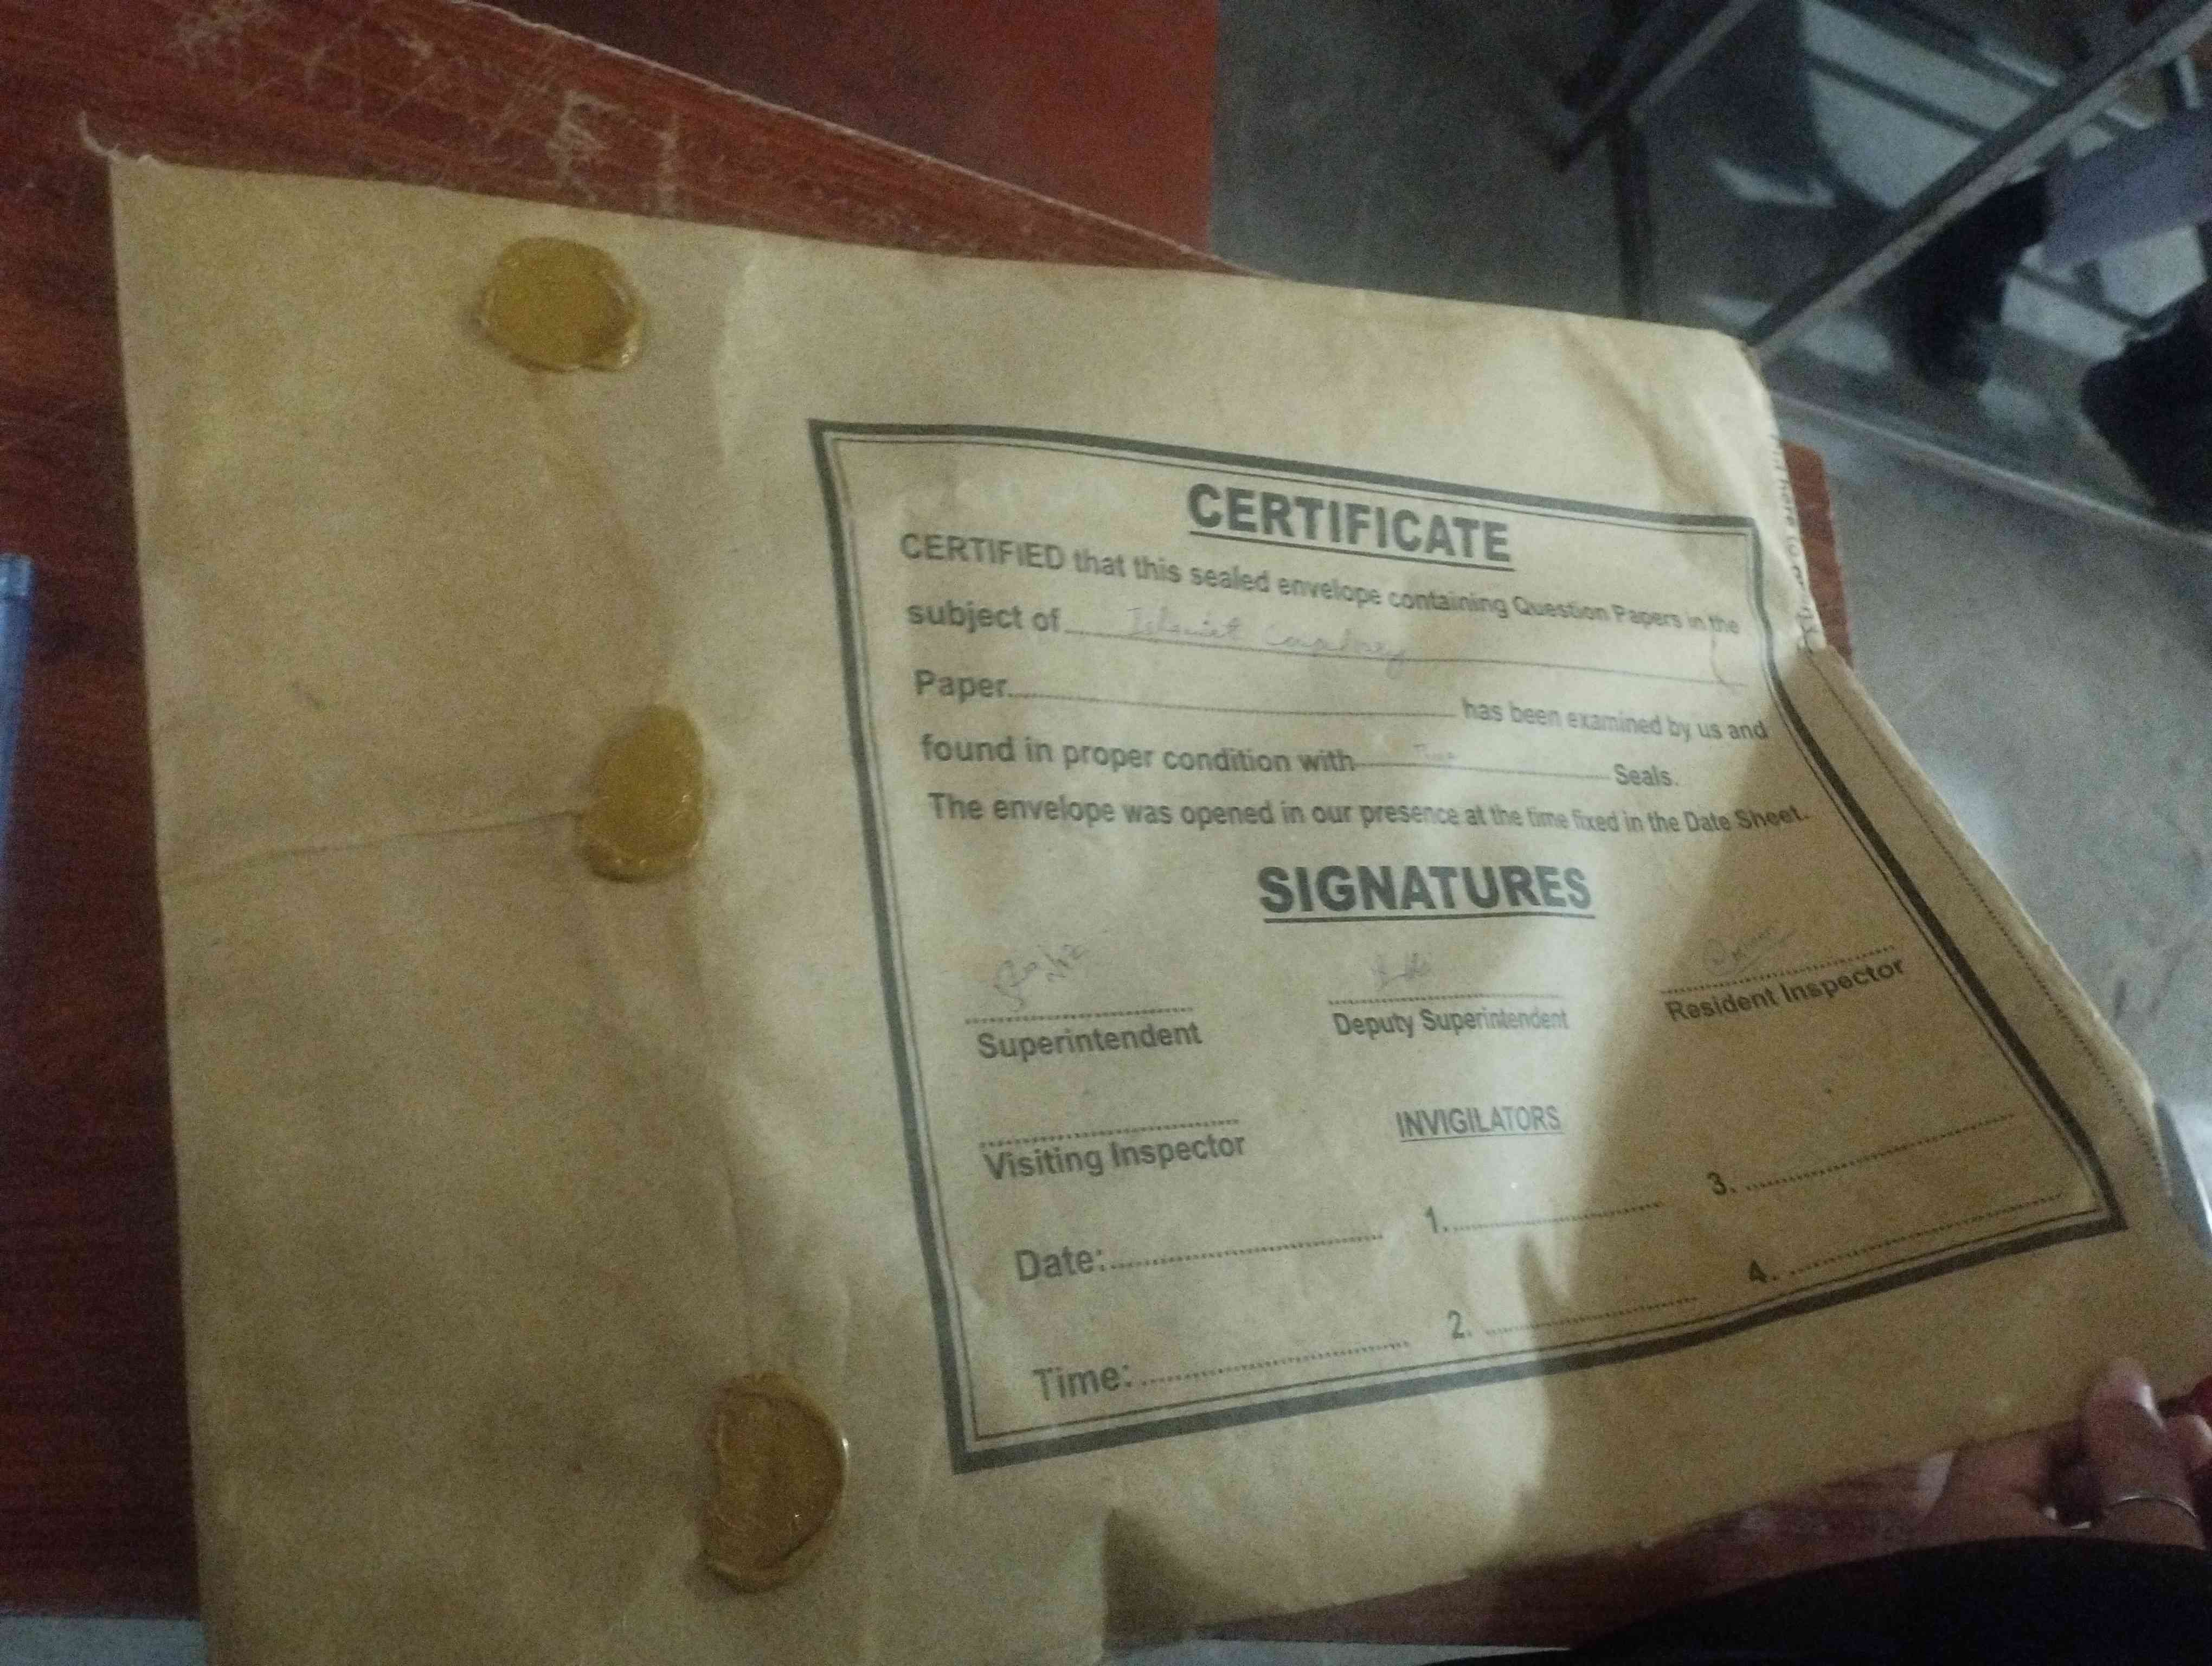 CERTIFICATE
CERTIFIED that this sealed envelope containing Question Papers in the
subject of
Paper has been examined by us and
found in proper condition with Seals.
The envelope was opened in our presence at the time fixed in the Date Sheet.
SIGNATURES
Superintendent Deputy Superintendent Resident Inspector
Visiting Inspector
INVIGILATORS
Date: 1. 3.
Time: 2. 4.